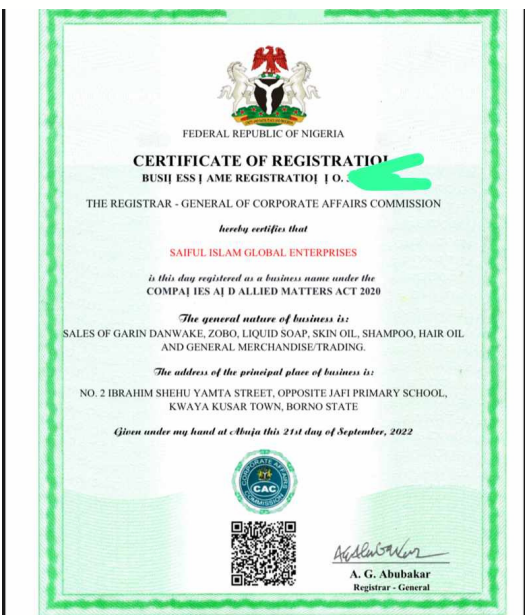 FEDERAL REPUBLIC OF NIGERIA
CERTIFICATE OF REGISTRATIO
BUSI ESS AME REGISTRATIO O.
THE REGISTRAR - GENERAL OF CORPORATE AFFAIRS COMMISSION
hereby certifies that
SAIFUL ISLAM GLOBAL ENTERPRISES
is this day registered as a business name under the
COMPA IES A D ALLIED MATTERS ACT 2020
The general nature of business is:
SALES OF GARIN DANWAKE, ZOBO, LIQUID SOAP, SKIN OIL, SHAMPOO, HAIR OIL
AND GENERAL MERCHANDISE/TRADING.
The address of the principal place of business is:
NO. 2 IBRAHIM SHEHU YAMTA STREET, OPPOSITE JAFI PRIMARY SCHOOL,
KWAYA KUSAR TOWN, BORNO STATE
Given under my hand at Abuja this 21st day of September, 2022
CORPORATE AFFAIRS
CAC
COMMISSION
A. G. Abubakar
Registrar - General